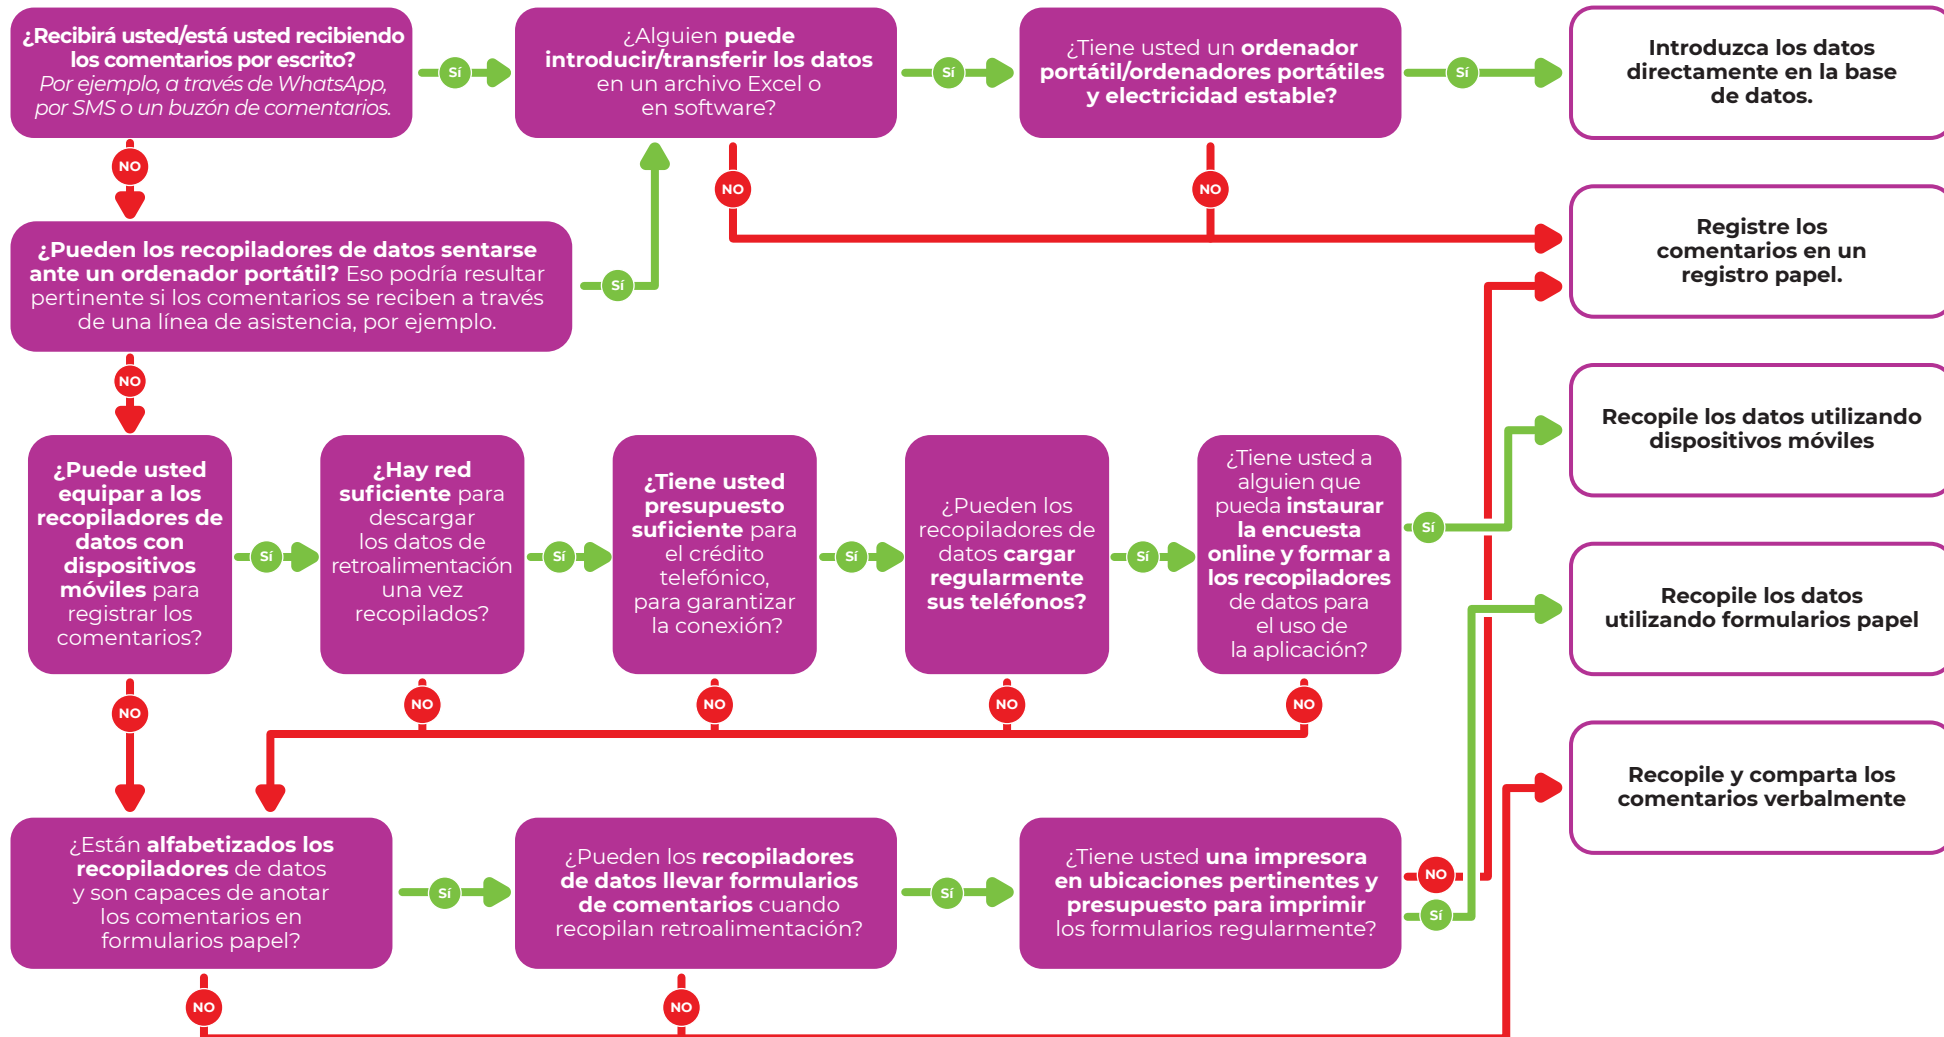 ¿Recibirá usted/está usted recibiendo
los comentarios por escrito?
Por ejemplo, a través de WhatsApp,
por SMS o un buzón de comentarios.
Sí
¿Alguien puede
introducir/transferir los datos
en un archivo Excel o
en software?
Sí
¿Tiene usted un ordenador
portátil/ordenadores portátiles
y electricidad estable?
Sí
Introduzca los datos
directamente en la base
de datos.
NO
NO
NO
¿Pueden los recopiladores de datos sentarse
ante un ordenador portátil? Eso podría resultar
pertinente si los comentarios se reciben a través
de una línea de asistencia, por ejemplo.
Sí
Registre los
comentarios en un
registro papel.
NO
¿Puede usted
equipar a los
recopiladores de
datos con
dispositivos
móviles para
registrar los
comentarios?
Sí
¿Hay red
suficiente para
descargar
los datos de
retroalimentación
una vez
recopilados?
Sí
¿Tiene usted
presupuesto
suficiente para
el crédito
telefónico,
para garantizar
la conexión?
Sí
¿Pueden los
recopiladores de
datos cargar
regularmente
sus teléfonos?
Sí
¿Tiene usted a
alguien que
pueda instaurar
la encuesta
online y formar a
los recopiladores
de datos para
el uso de
la aplicación?
Sí
Recopile los datos utilizando
dispositivos móviles
Recopile los datos
utilizando formularios papel
NO
NO
NO
NO
NO
Recopile y comparta los
comentarios verbalmente
¿Están alfabetizados los
recopiladores de datos
y son capaces de anotar
los comentarios en
formularios papel?
Sí
¿Pueden los recopiladores
de datos llevar formularios
de comentarios cuando
recopilan retroalimentación?
Sí
¿Tiene usted una impresora
en ubicaciones pertinentes y
presupuesto para imprimir
los formularios regularmente?
NO
Sí
NO
NO